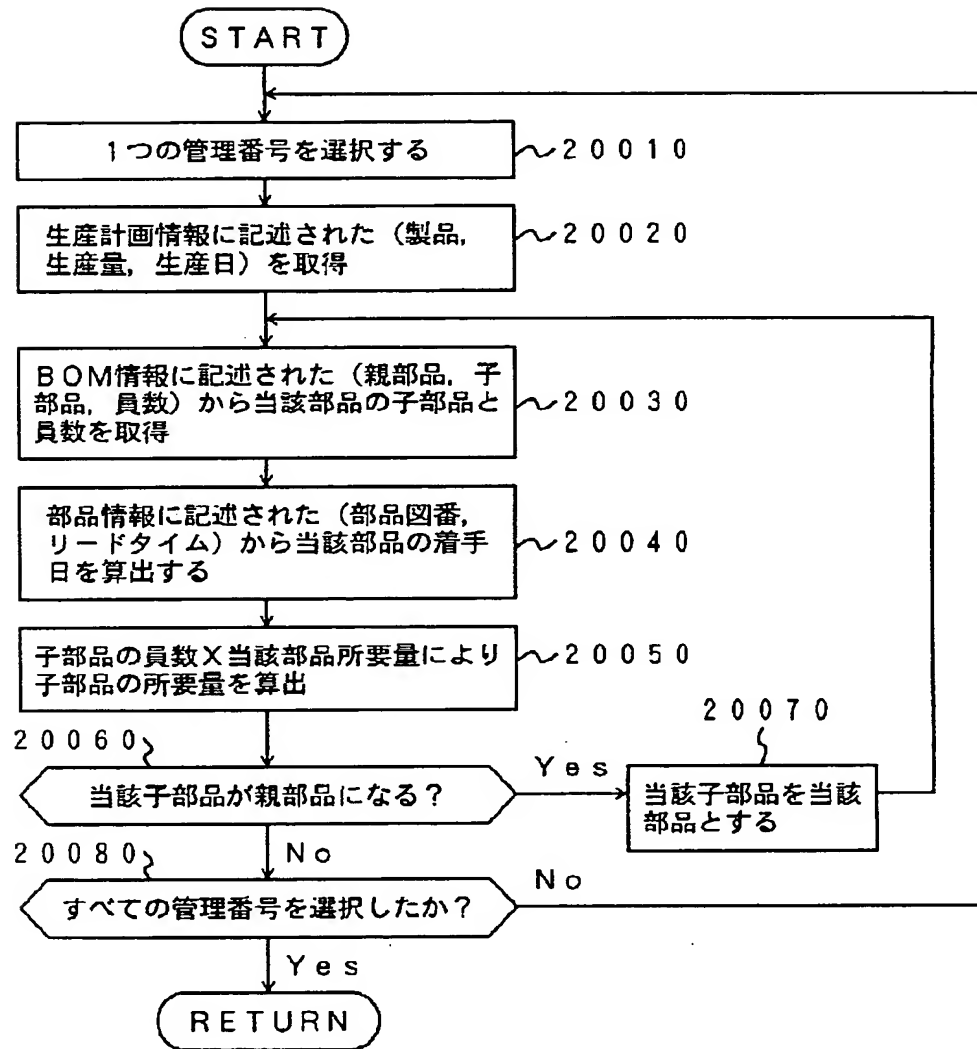 START
1つの管理番号を選択する
20010
生産計画情報に記述された(製品,
生産量,生産日)を取得
20020
BOM情報に記述された(親部品,子
部品,員数)から当該部品の子部品と
員数を取得
20030
部品情報に記述された(部品図番,
リードタイム)から当該部品の着手
日を算出する
20040
子部品の員数X当該部品所要量により
子部品の所要量を算出
20050
20060
当該子部品が親部品になる?
Yes
20070
当該子部品を当該
部品とする
No
20080
すべての管理番号を選択したか?
No
Yes
RETURN